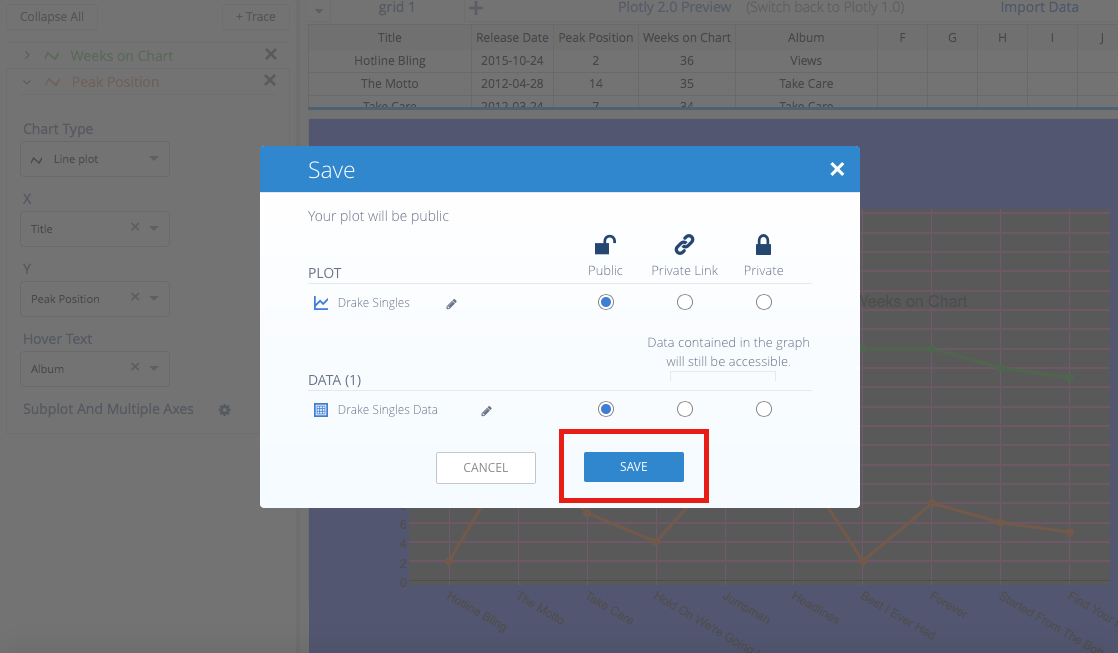 Collapse All
+ Trace
grid 1
Plotly 2.0 Preview (Switch back to Plotly 1.0)
Import Data
Weeks on Chart
Peak Position
Chart Type
Line plot
X
Title
Y
Peak Position
Hover Text
Album
Subplot And Multiple Axes
Title Release Date Peak Position Weeks on Chart Album F G H I J
Hotline Bling 2015-10-24 2 36 Views
The Motto 2012-04-28 14 35 Take Care
Take Care 2012-03-24 7 34 Take Care
Save
Your plot will be public
Public Private Link Private
PLOT
Drake Singles
Data contained in the graph
will still be accessible.
DATA (1)
Drake Singles Data
CANCEL SAVE
Weeks on Chart
6
4
2
0
Hotline Bling
The Motto
Take Care
Hold On We're Going
Jumpman
Headlines
Best I Ever Had
Forever
Started From The Bott
Find Your